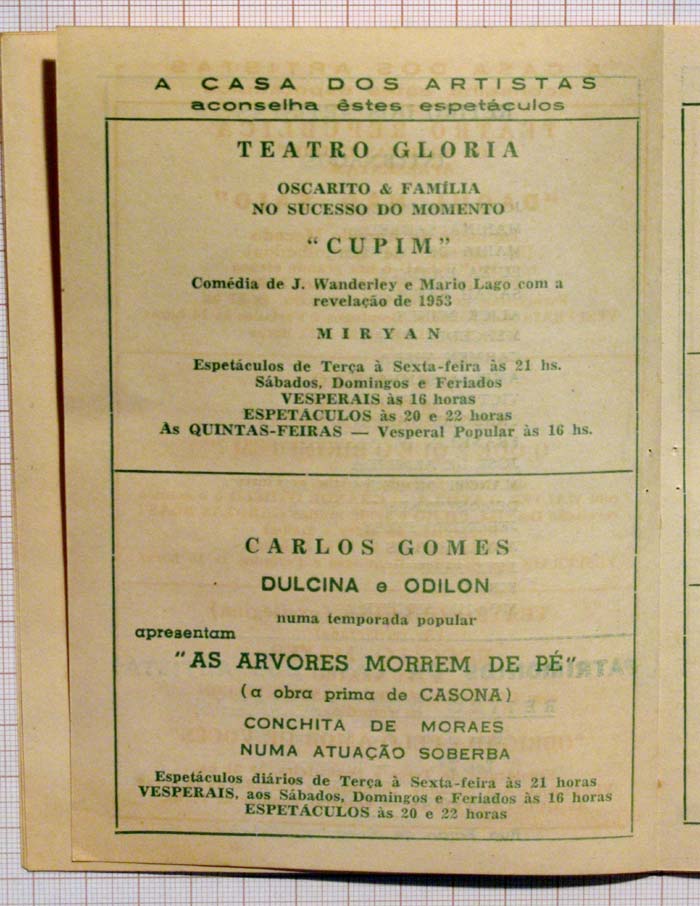 A CASA DOS ARTISTAS
aconselha êstes espetáculos
TEATRO GLORIA
OSCARITO & FAMÍLIA
NO SUCESSO DO MOMENTO
"CUPIM"
Comédia de J. Wanderley e Mario Lago com a
revelação de 1953
MIRYAN
Espetáculos de Terça à Sexta-feira às 21 hs.
Sábados, Domingos e Feriados
VESPERAIS às 16 horas
ESPETÁCULOS às 20 e 22 horas
As QUINTAS-FEIRAS — Vesperal Popular às 16 hs.
CARLOS GOMES
DULCINA e ODILON
numa temporada popular
apresentam
"AS ARVORES MORREM DE PÉ"
(a obra prima de CASONA)
CONCHITA DE MORAES
NUMA ATUAÇÃO SOBERBA
Espetáculos diários de Terça à Sexta-feira às 21 horas
VESPERAIS, aos Sábados, Domingos e Feriados às 16 horas
ESPETÁCULOS às 20 e 22 horas